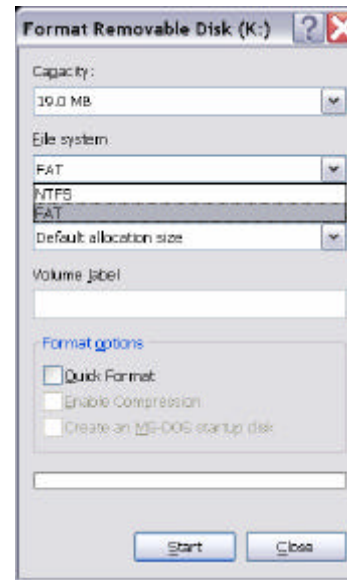 Format Removable Disk (K:)
Capacity:
19.0 MB
File system
FAT
NTFS
FAT
Default allocation size
Volume label
Format options
Quick Format
Enable Compression
Create an MS-DOS startup disk
Start
Close